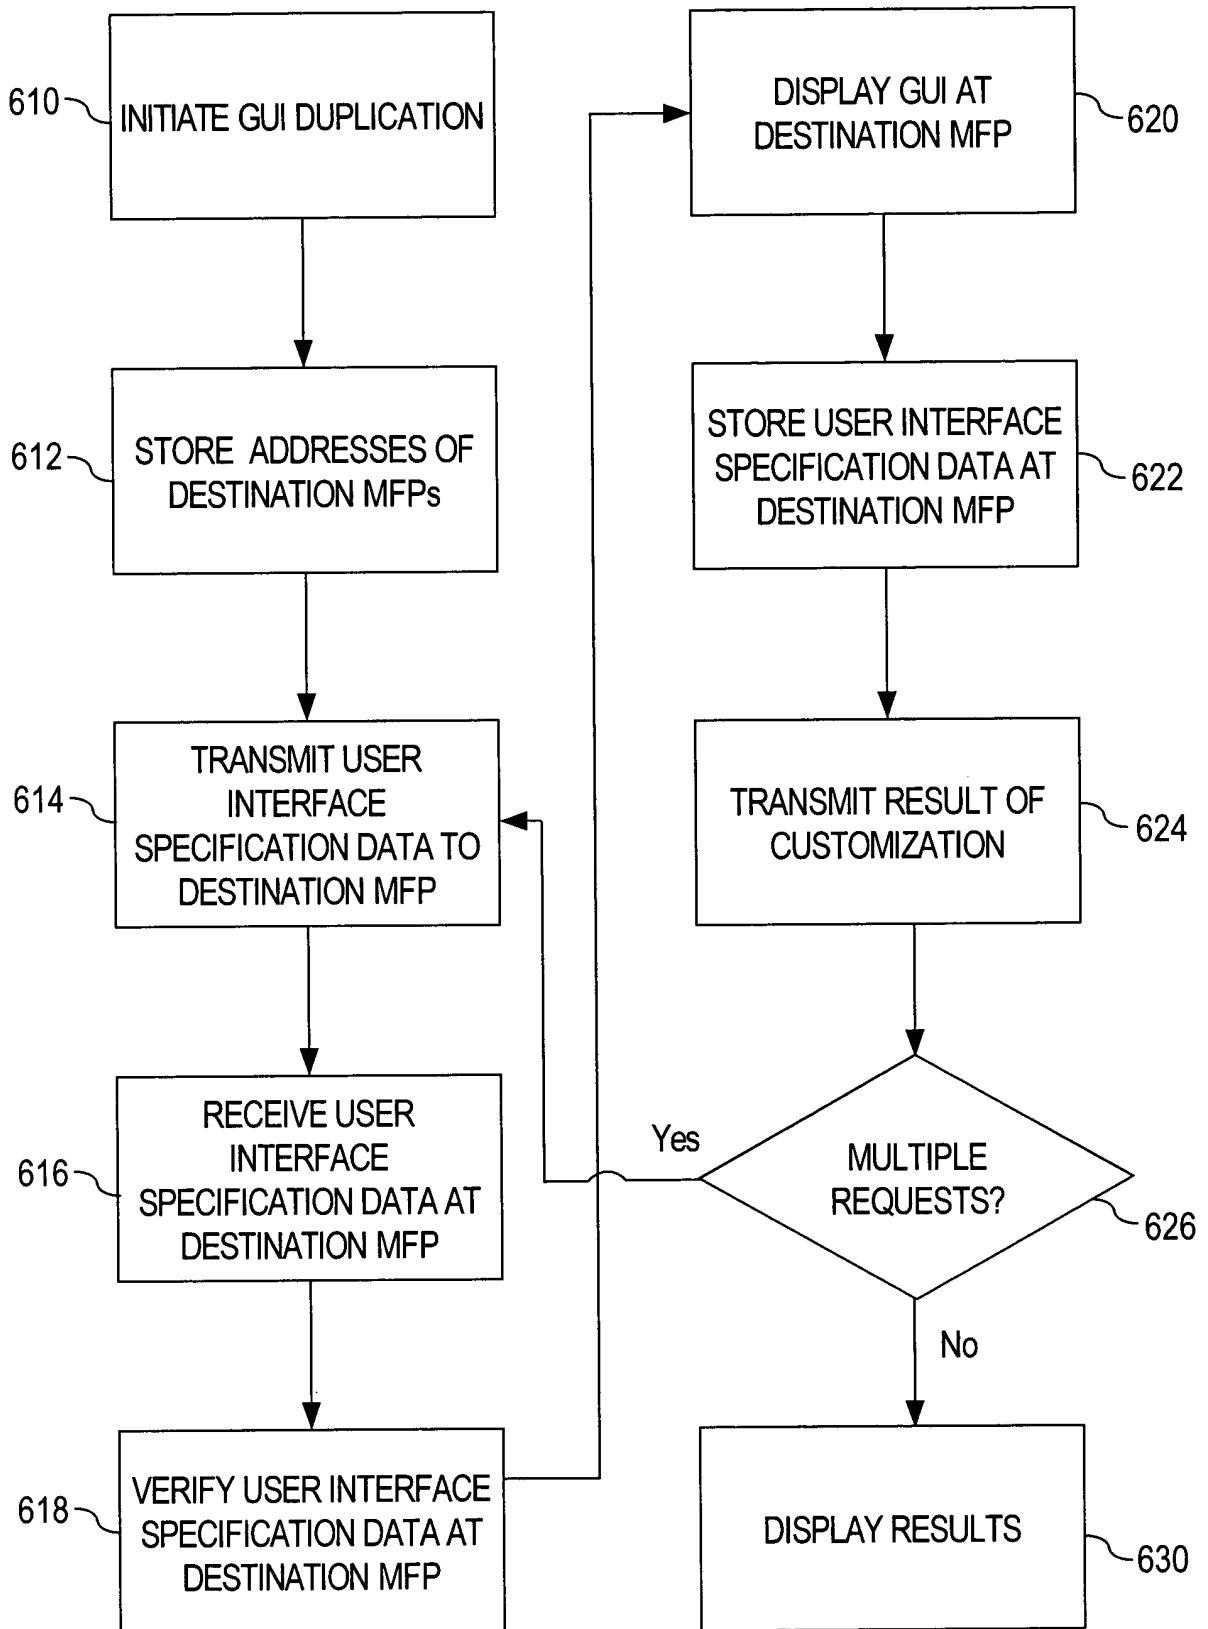 610
INITIATE GUI DUPLICATION
612
STORE ADDRESSES OF
DESTINATION MFPs
614
TRANSMIT USER
INTERFACE
SPECIFICATION DATA TO
DESTINATION MFP
616
RECEIVE USER
INTERFACE
SPECIFICATION DATA AT
DESTINATION MFP
618
VERIFY USER INTERFACE
SPECIFICATION DATA AT
DESTINATION MFP
DISPLAY GUI AT
DESTINATION MFP
620
STORE USER INTERFACE
SPECIFICATION DATA AT
DESTINATION MFP
622
TRANSMIT RESULT OF
CUSTOMIZATION
624
Yes
MULTIPLE
REQUESTS?
626
No
DISPLAY RESULTS
630